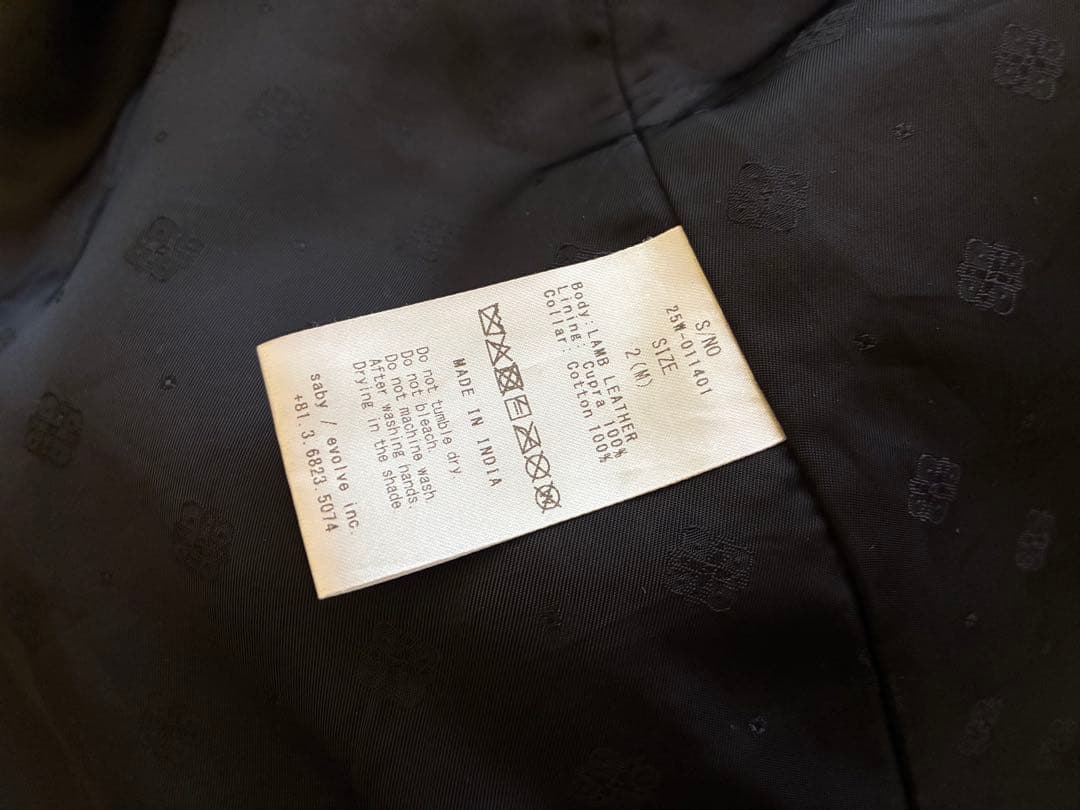 S/NO
25W-011401
SIZE
2(M)
Body:LAMB LEATHER
Lining: Cupra 100%
Collar: Cotton 100%
MADE IN INDIA
Do not tumble dry.
Do not bleach.
Do not machine wash.
After washing hands.
Drying in the shade
saby / evolve inc.
+81.3.6823.5074